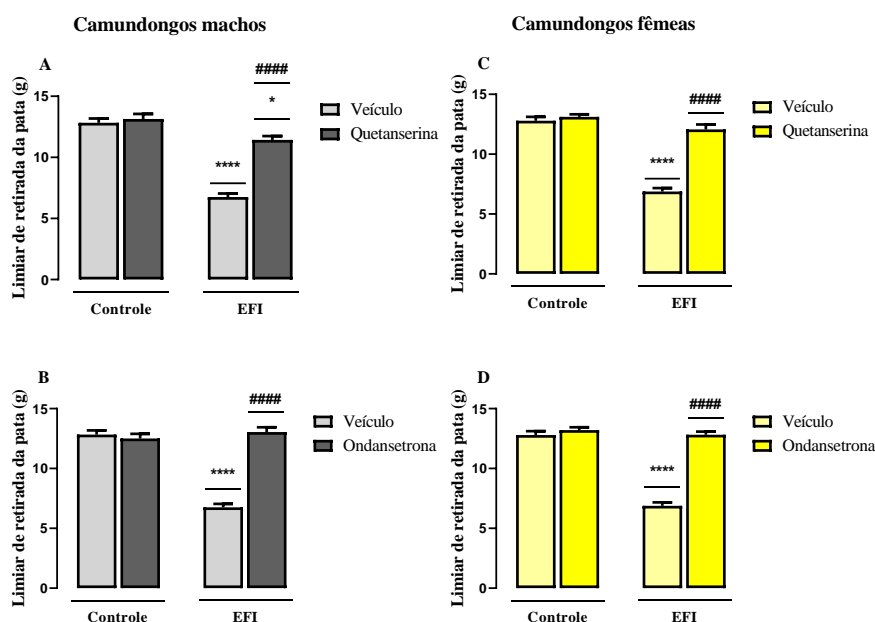 Camundongos machos
Camundongos fêmeas
A
Limiar de retirada da pata (g)
15
10
5
0
****
####
*
Veículo
Quetanserina
Controle
EFI
C
Limiar de retirada da pata (g)
15
10
5
0
****
####
Veículo
Quetanserina
Controle
EFI
B
Limiar de retirada da pata (g)
15
10
5
0
****
####
Veículo
Ondansetrona
Controle
EFI
D
Limiar de retirada da pata (g)
15
10
5
0
****
####
Veículo
Ondansetrona
Controle
EFI